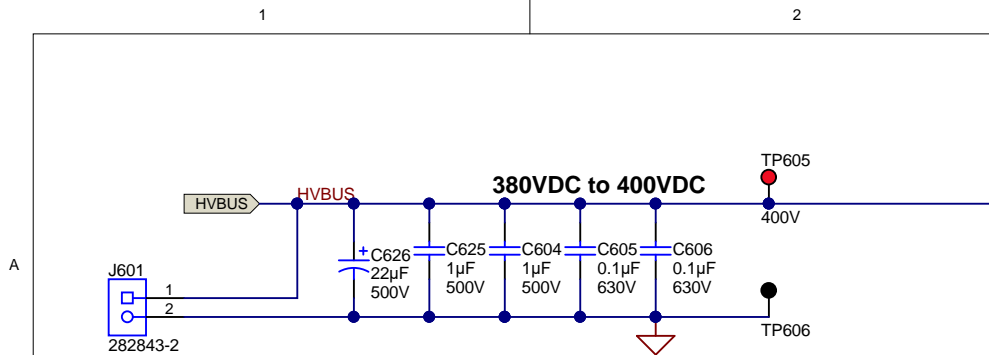 1
2
A
380VDC to 400VDC
TP605
400V
HVBUS
HVBUS
C626
22µF
500V
C625
1µF
500V
C604
1µF
500V
C605
0.1µF
630V
C606
0.1µF
630V
J601
1
2
282843-2
TP606
+